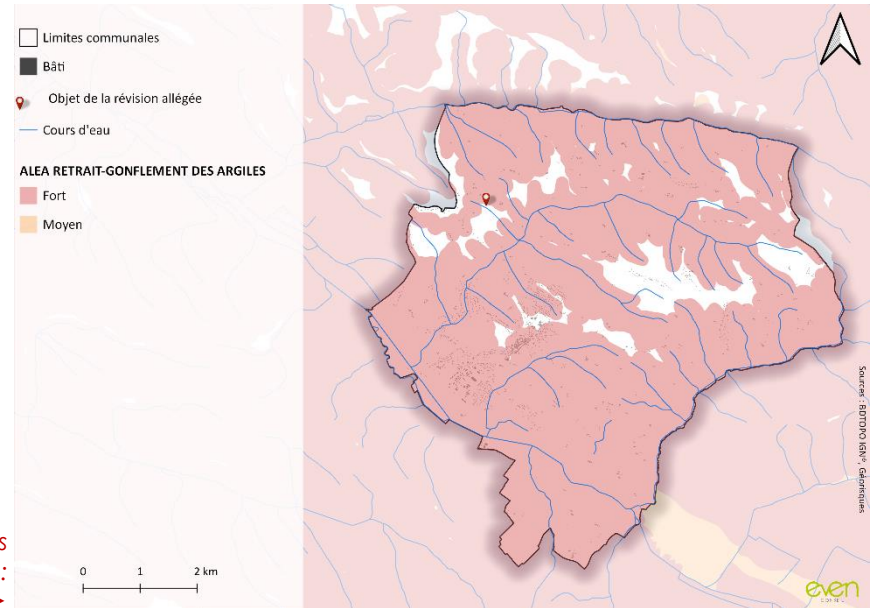 Limites communales
Bâti
Objet de la révision allégée
Cours d'eau
ALEA RETRAIT-GONFLEMENT DES ARGILES
Fort
Moyen
0 1 2 km
Sources : BDTOPO IGN®, Géorisques
even
CONSEIL
s
: